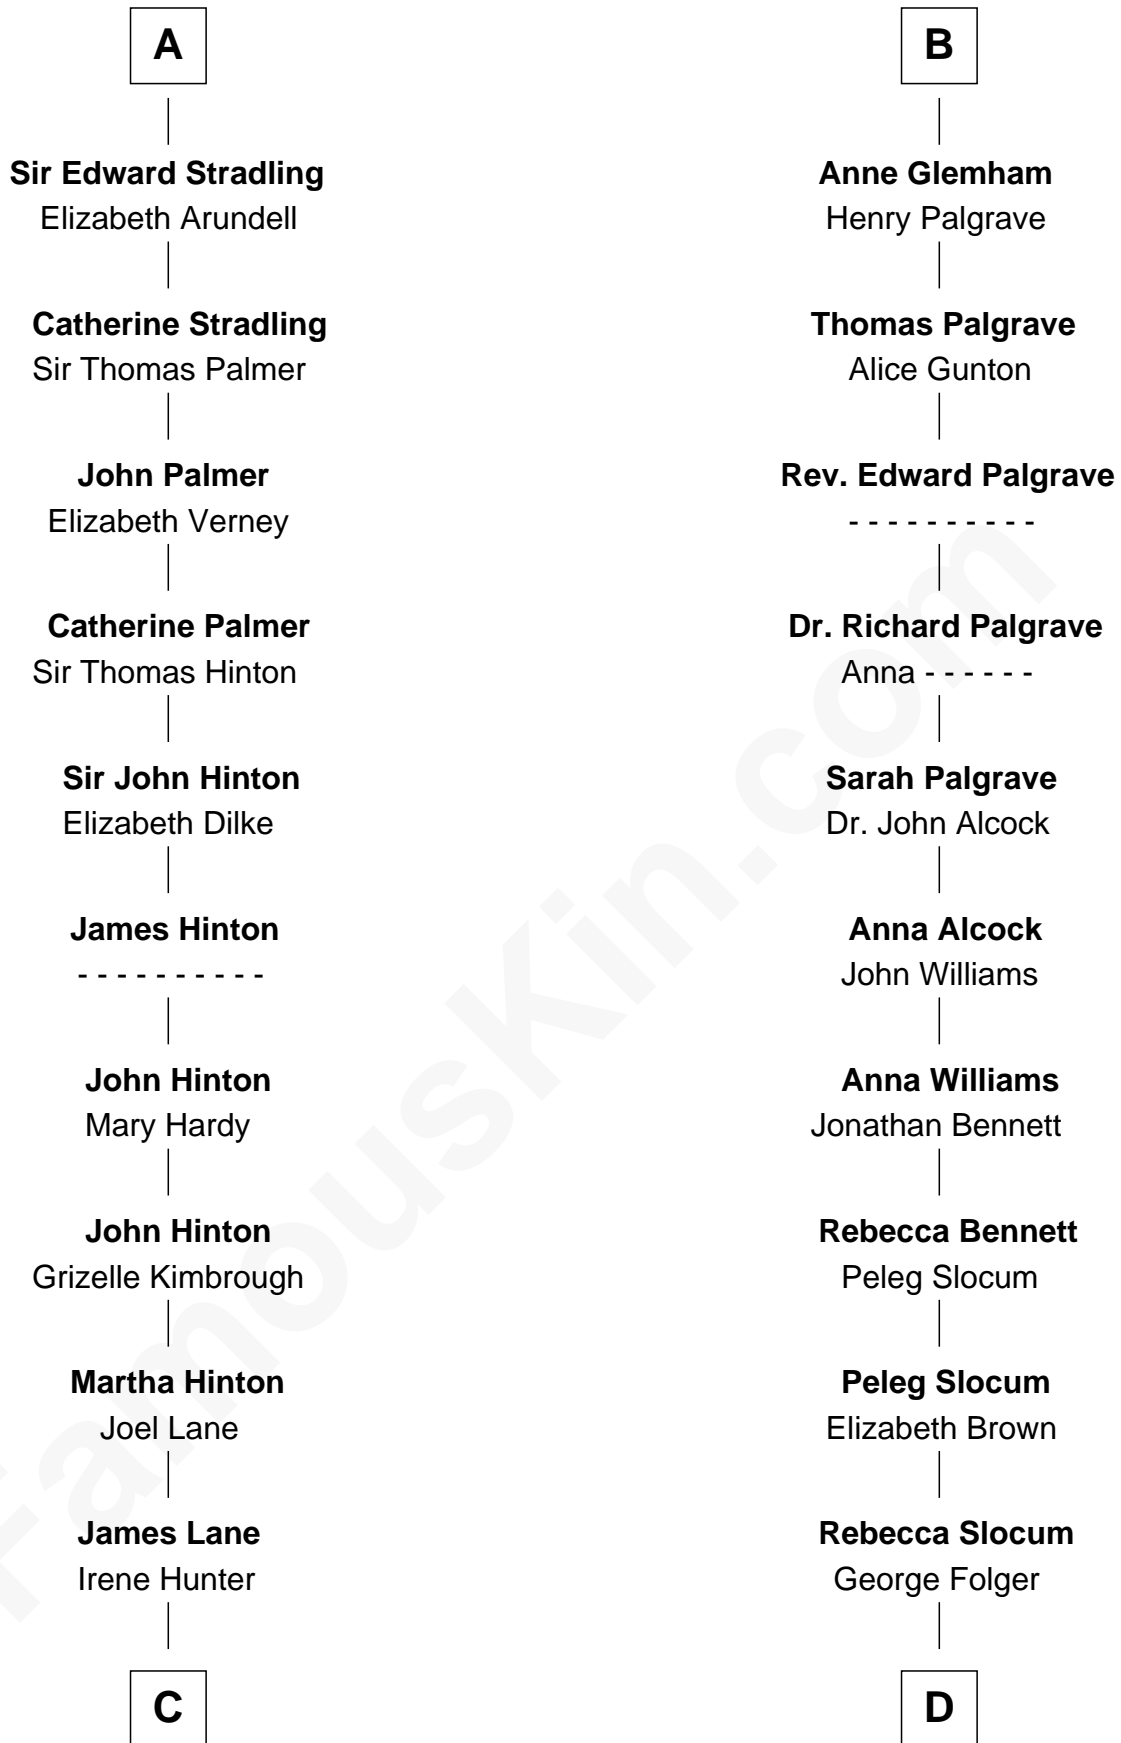 A
Sir Edward Stradling
Elizabeth Arundell
Catherine Stradling
Sir Thomas Palmer
John Palmer
Elizabeth Verney
Catherine Palmer
Sir Thomas Hinton
Sir John Hinton
Elizabeth Dilke
James Hinton
- - - - - - - - - -
John Hinton
Mary Hardy
John Hinton
Grizelle Kimbrough
Martha Hinton
Joel Lane
James Lane
Irene Hunter
C
B
Anne Glemham
Henry Palgrave
Thomas Palgrave
Alice Gunton
Rev. Edward Palgrave
- - - - - - - - - -
Dr. Richard Palgrave
Anna - - - - - -
Sarah Palgrave
Dr. John Alcock
Anna Alcock
John Williams
Anna Williams
Jonathan Bennett
Rebecca Bennett
Peleg Slocum
Peleg Slocum
Elizabeth Brown
Rebecca Slocum
George Folger
D
FamousKin.com